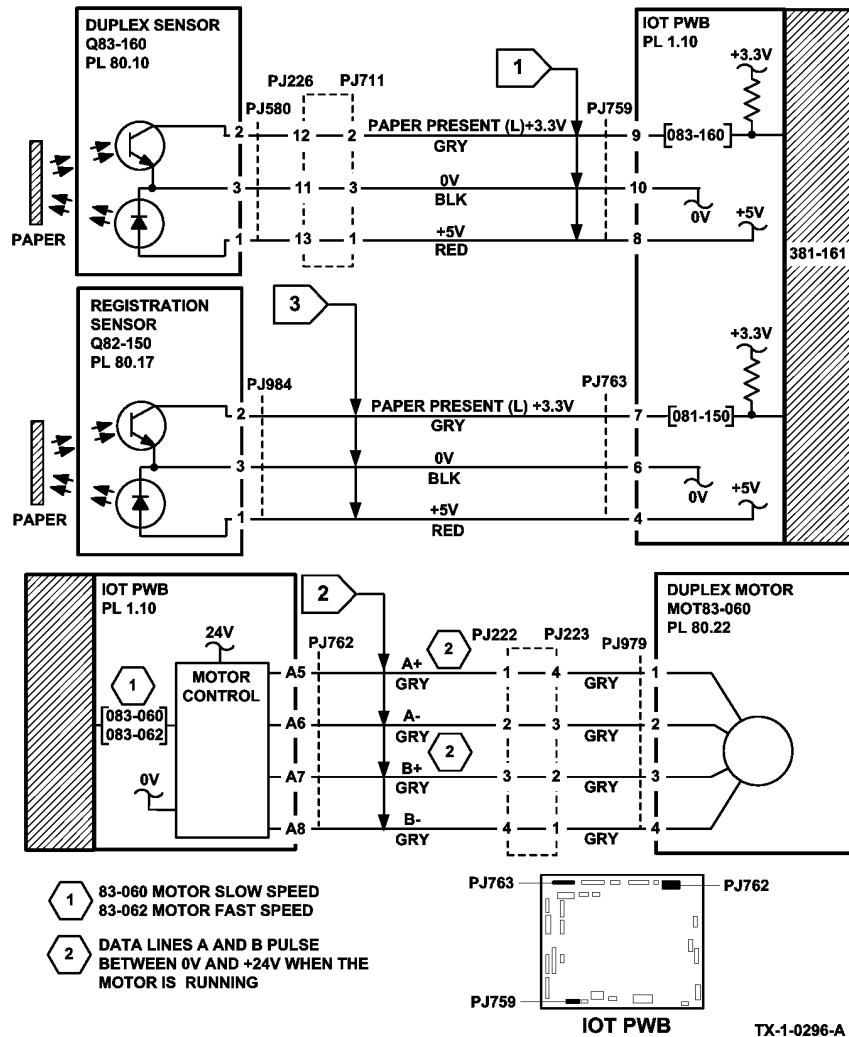 DUPLEX SENSOR
Q83-160
PL 80.10
PJ226
PJ711
1
IOT PWB
PL 1.10
+3.3V
PJ580
PJ759
2
12
2
PAPER PRESENT (L)+3.3V
GRY
9
[083-160]
3
11
3
0V
BLK
10
0V
+5V
1
13
1
+5V
RED
8
PAPER
381-161
REGISTRATION
SENSOR
Q82-150
PL 80.17
3
+3.3V
PJ984
PJ763
2
PAPER PRESENT (L) +3.3V
GRY
7
[081-150]
3
0V
BLK
6
0V
+5V
1
+5V
RED
4
PAPER
IOT PWB
PL 1.10
2
DUPLEX MOTOR
MOT83-060
PL 80.22
24V
PJ762
PJ222
PJ223
PJ979
MOTOR
CONTROL
1
083-060
083-062
0V
A5
A+
GRY
2
1
4
GRY
1
A6
A-
GRY
2
3
GRY
2
A7
B+
GRY
2
3
2
GRY
3
A8
B-
GRY
4
1
GRY
4
1
83-060 MOTOR SLOW SPEED
83-062 MOTOR FAST SPEED
2
DATA LINES A AND B PULSE
BETWEEN 0V AND +24V WHEN THE
MOTOR IS RUNNING
PJ763
PJ762
PJ759
IOT PWB
TX-1-0296-A